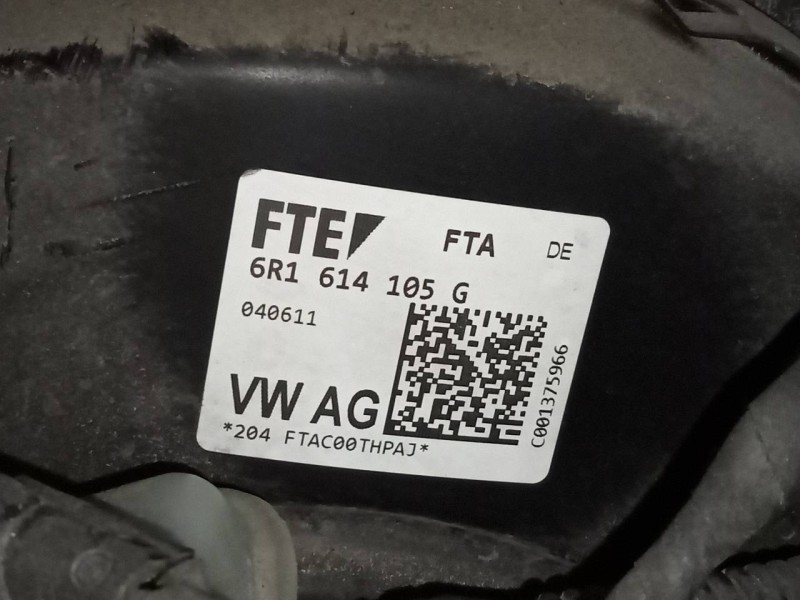 FTE FTA DE
6R1 614 105 G
040611
VW AG
*204 FTAC00THPAJ*
C001375966